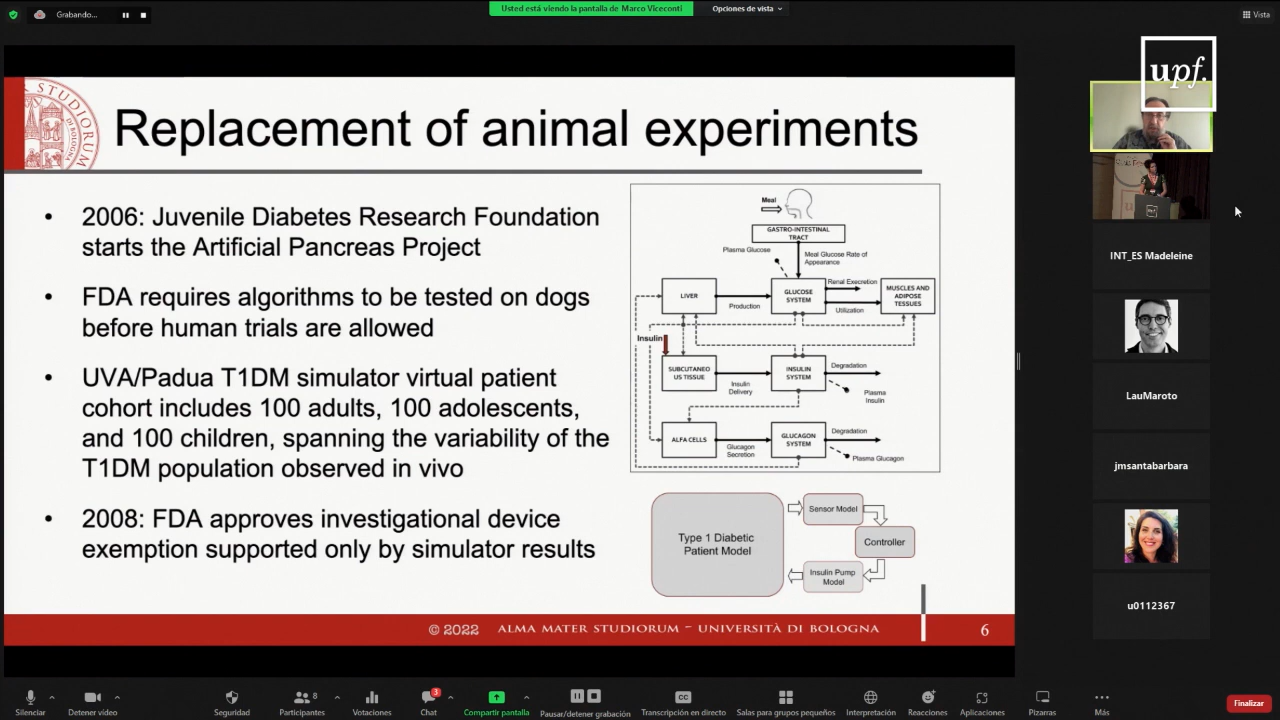 Grabando...
Usted está viendo la pantalla de Marco Viceconti
Opciones de vista
Vista
upf.
STUDIORUM
Replacement of animal experiments
• 2006: Juvenile Diabetes Research Foundation
starts the Artificial Pancreas Project
• FDA requires algorithms to be tested on dogs
before human trials are allowed
• UVA/Padua T1DM simulator virtual patient
cohort includes 100 adults, 100 adolescents,
and 100 children, spanning the variability of the
T1DM population observed in vivo
• 2008: FDA approves investigational device
exemption supported only by simulator results
Meal
GASTRO-INTESTINAL
TRACT
Plasma Glucose
Meal Glucose Rate of
Appearance
LIVER
Production
GLUCOSE
SYSTEM
Renal Execretion
Utilization
MUSCLES AND
ADIPOSE
TESSUES
Insulin
SUBCUTANEO
US TISSUE
Insulin
Delivery
INSULIN
SYSTEM
Degradation
Plasma
Insulin
ALFA CELLS
Glucagon
Secretion
GLUCAGON
SYSTEM
Degradation
Plasma Glucagon
Type 1 Diabetic
Patient Model
Sensor Model
Controller
Insulin Pump
Model
© 2022 ALMA MATER STUDIORUM – UNIVERSITÀ DI BOLOGNA
6
INT_ES Madeleine
LauMaroto
jmsantabarbara
u0112367
Silenciar
Detener vídeo
Seguridad
Participantes
8
Votaciones
Chat
3
Compartir pantalla
Pausar/detener grabación
Transcripción en directo
Salas para grupos pequeños
Interpretación
Reacciones
Aplicaciones
Pizarras
Más
Finalizar